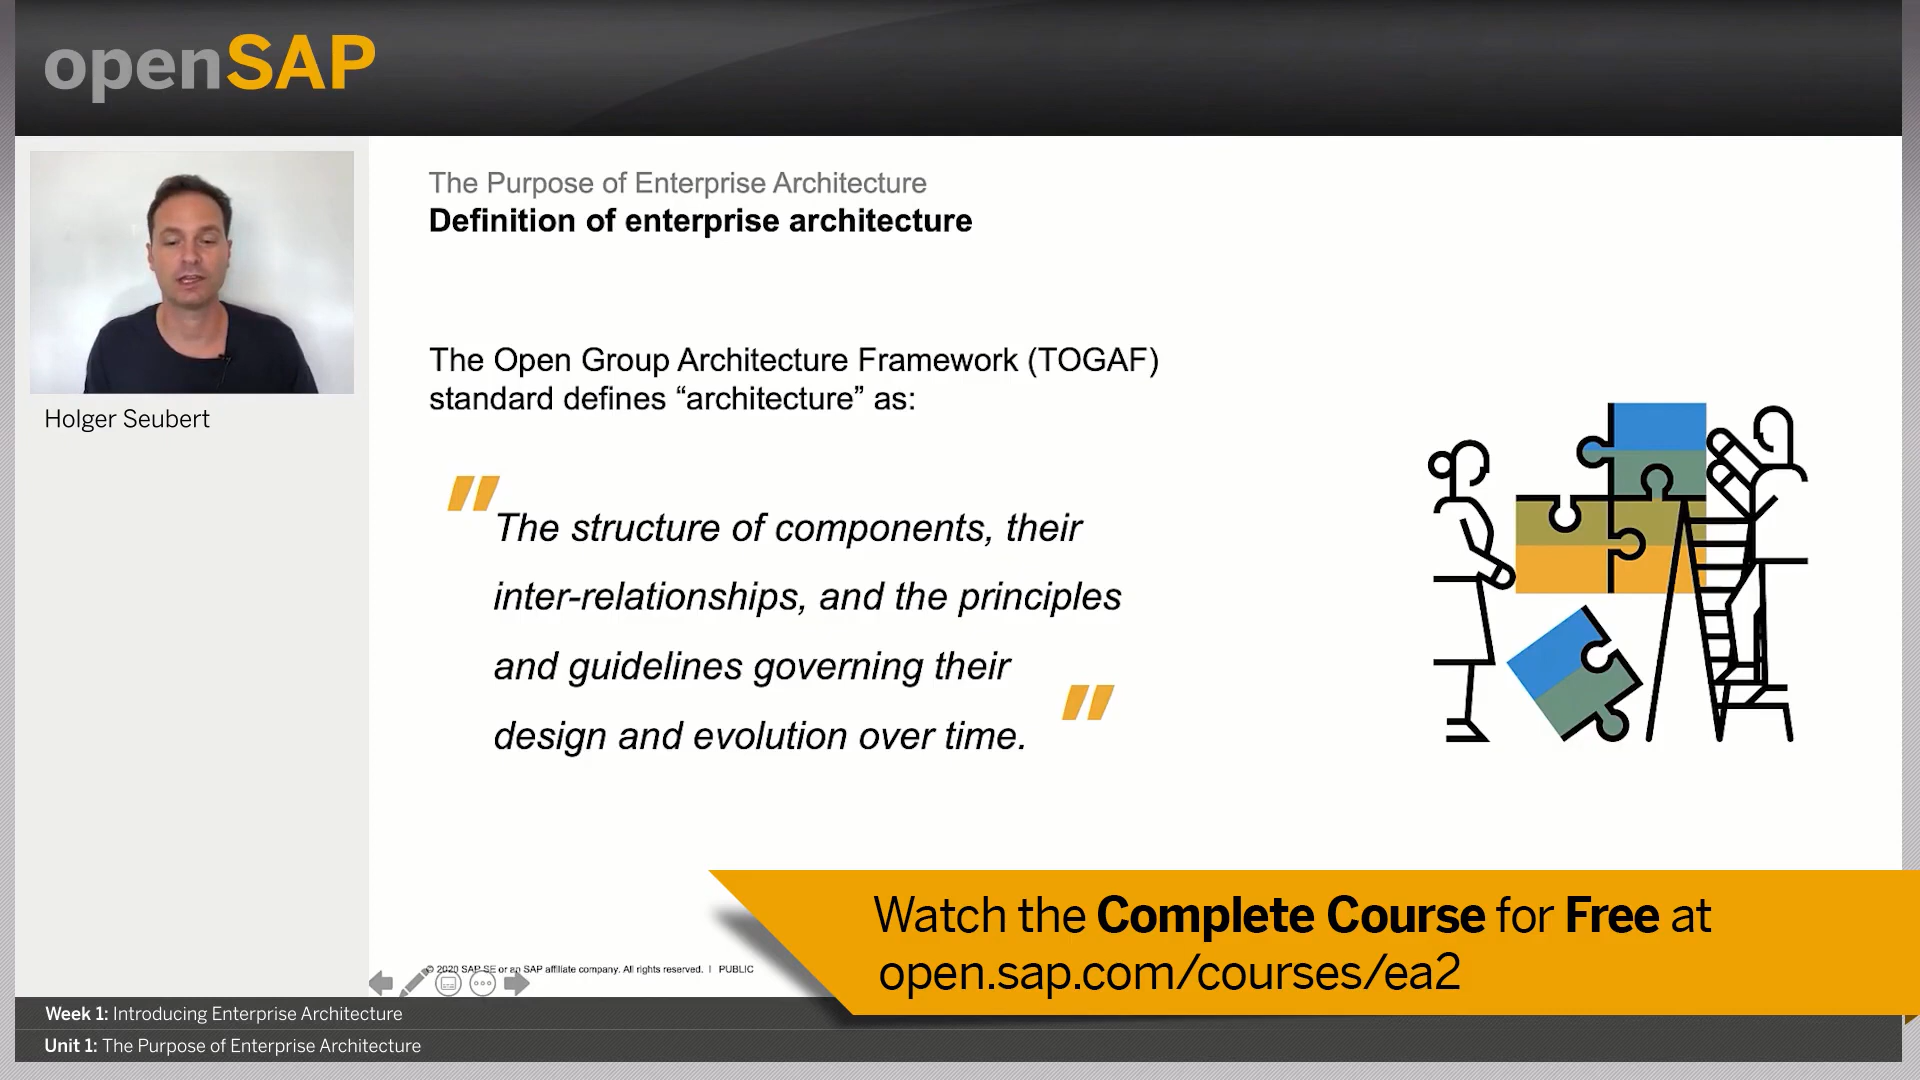 openSAP
Holger Seubert
The Purpose of Enterprise Architecture
Definition of enterprise architecture
The Open Group Architecture Framework (TOGAF)
standard defines “architecture” as:
"The structure of components, their
inter-relationships, and the principles
and guidelines governing their
design and evolution over time."
Watch the Complete Course for Free at
open.sap.com/courses/ea2
© 2020 SAP SE or an SAP affiliate company. All rights reserved. | PUBLIC
Week 1: Introducing Enterprise Architecture
Unit 1: The Purpose of Enterprise Architecture